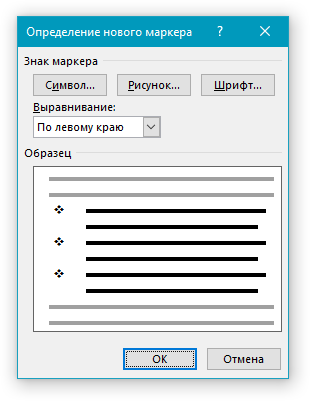 Определение нового маркера ?
Знак маркера
Символ... Рисунок... Шрифт...
Выравнивание:
По левому краю
Образец
ОК Отмена